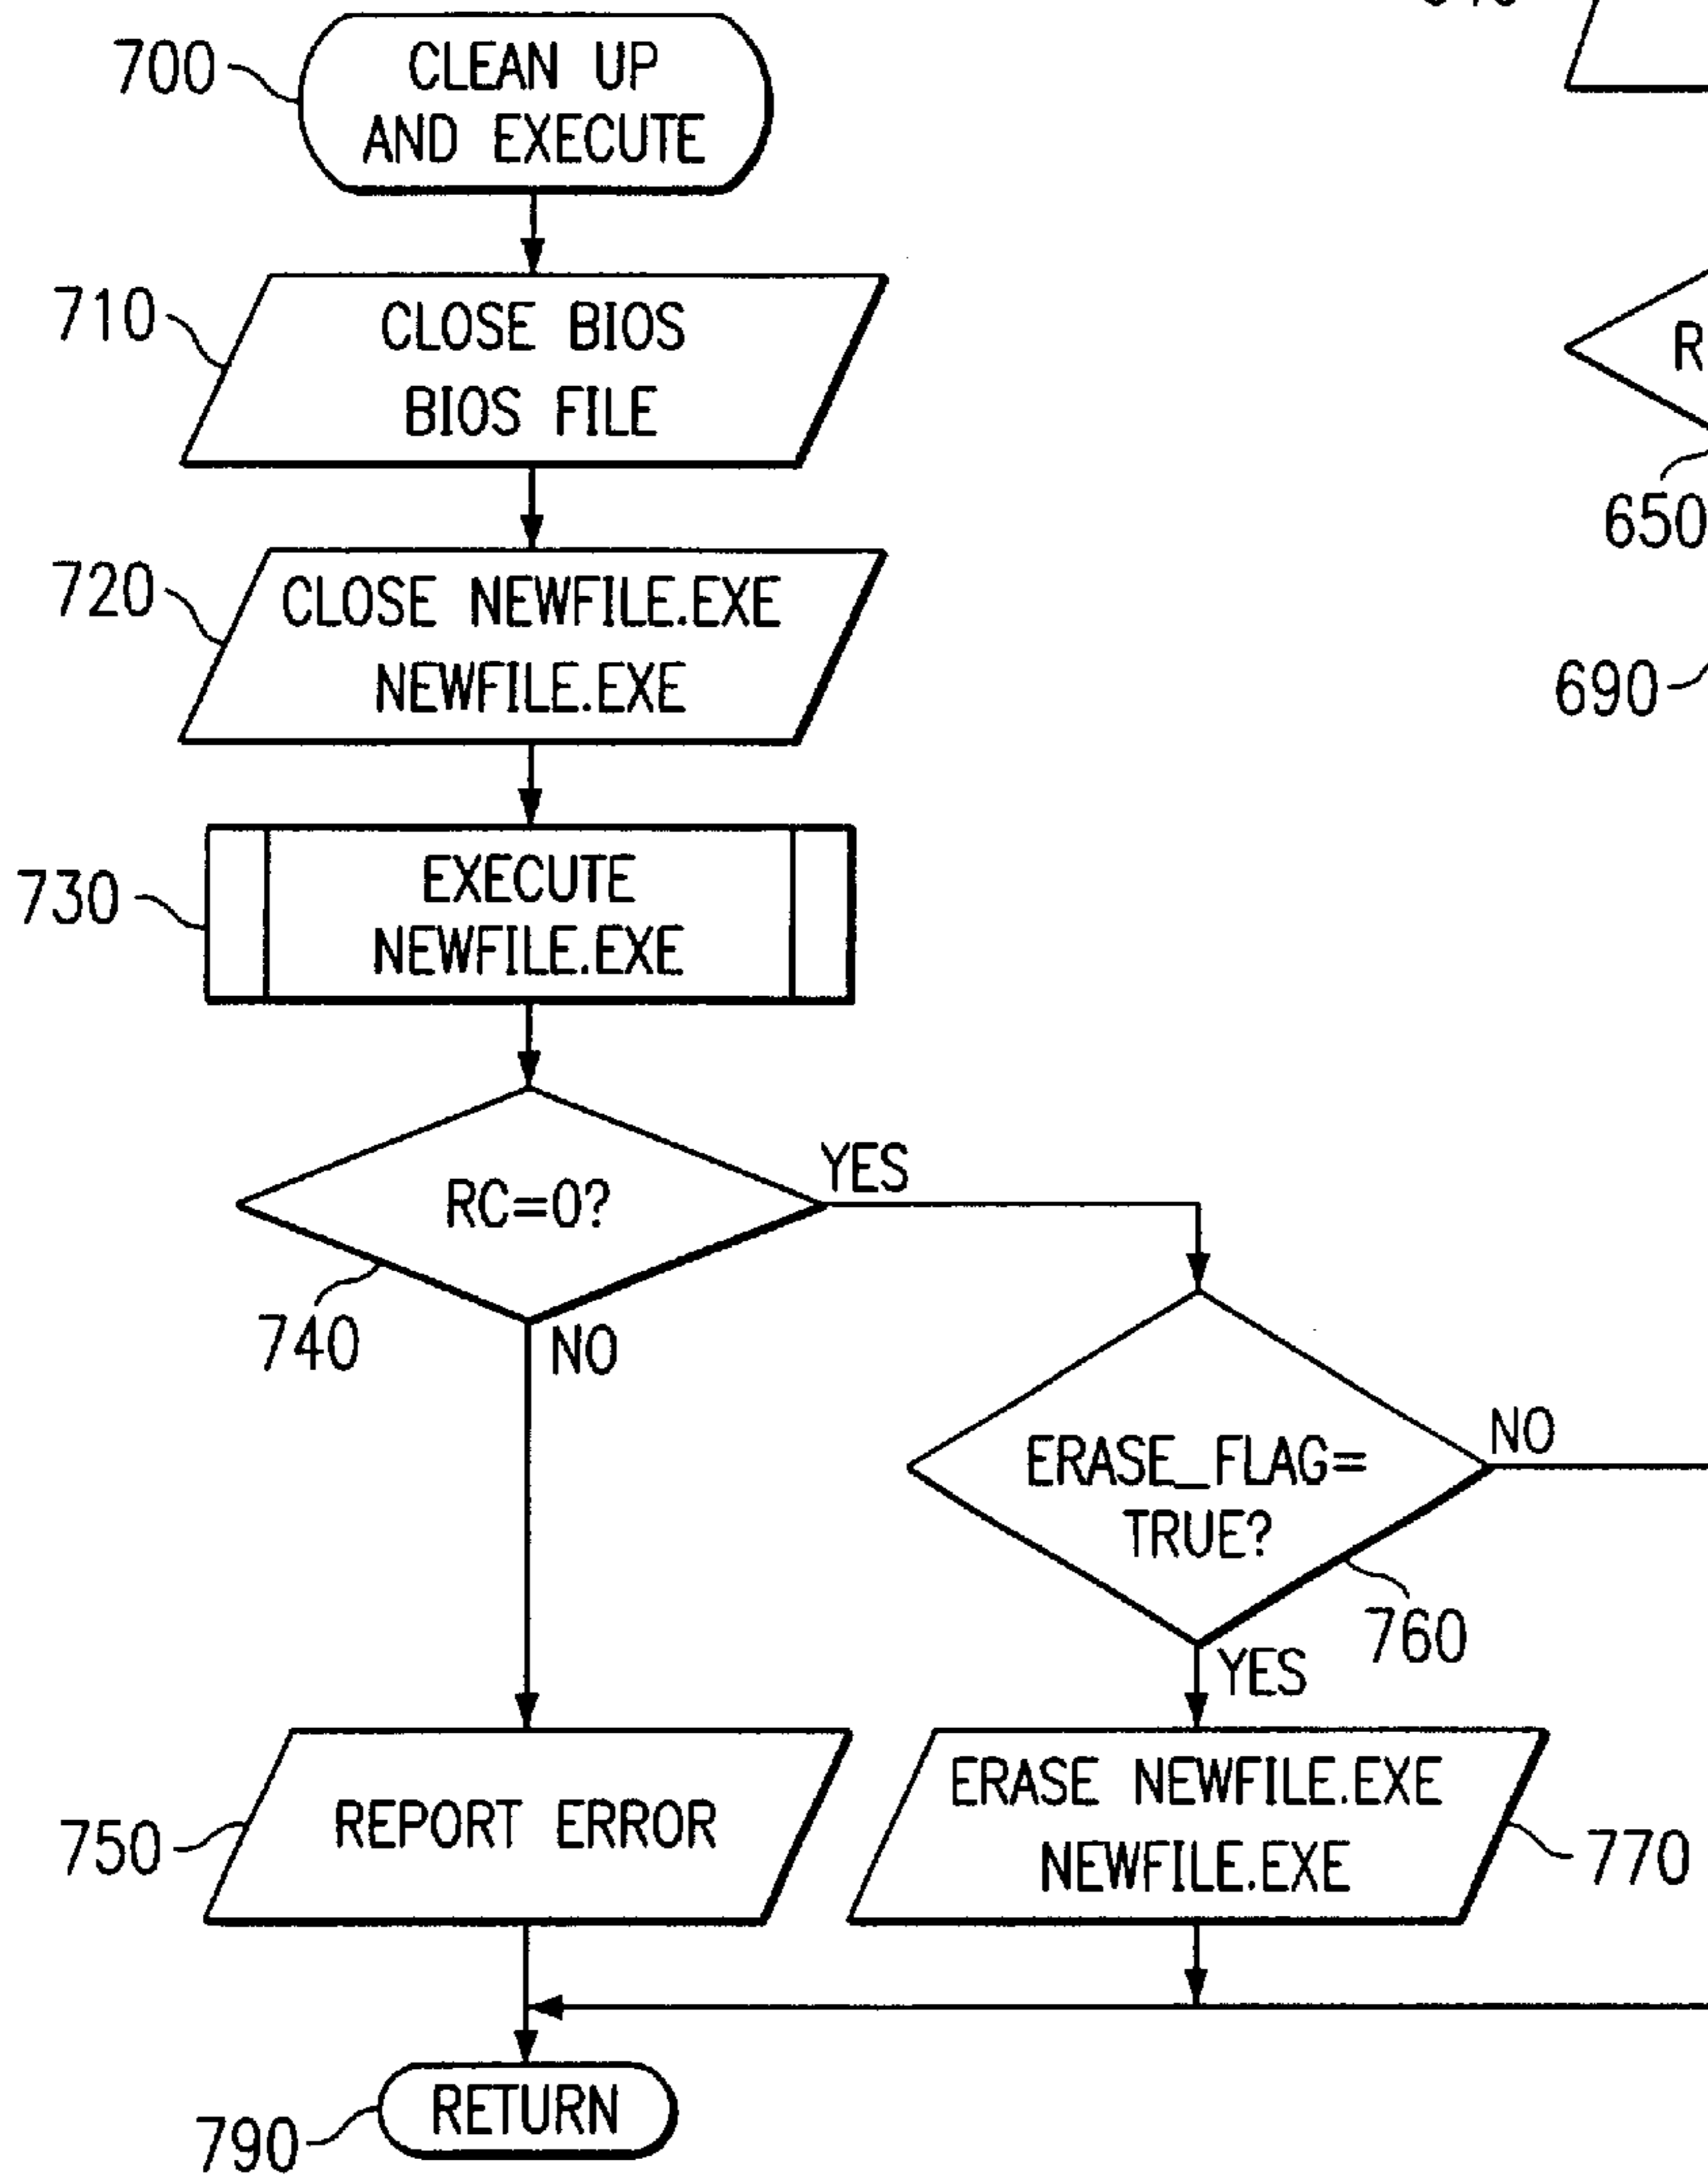 700
CLEAN UP
AND EXECUTE
710
CLOSE BIOS
BIOS FILE
720
CLOSE NEWFILE.EXE
NEWFILE.EXE
730
EXECUTE
NEWFILE.EXE
RC=0?
YES
740
NO
ERASE_FLAG=
TRUE?
NO
760
YES
750
REPORT ERROR
ERASE NEWFILE.EXE
NEWFILE.EXE
770
790
RETURN
R
650
690